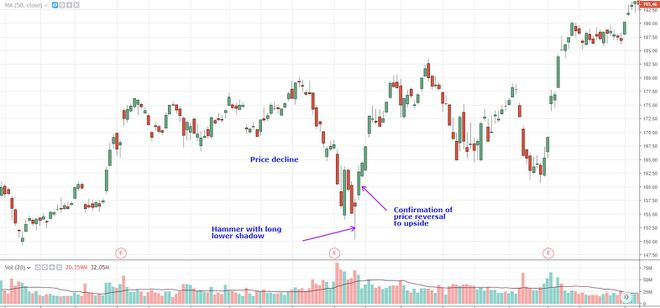 MA (50, close)
193.46
192.50
190.00
187.50
185.00
182.50
180.00
177.50
175.00
172.50
170.00
167.50
165.00
162.50
160.00
157.50
155.00
152.50
150.00
147.50
Price decline
Confirmation of
price reversal
to upside
Hammer with long
lower shadow
E
E
E
Vol (20)
20.359M
32.05M
75M
50M
25M